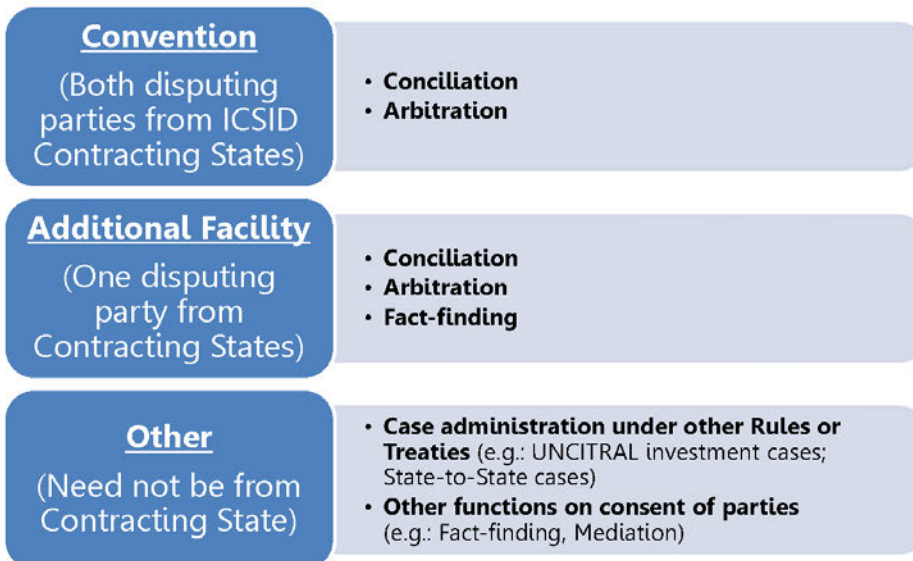 Convention
(Both disputing
parties from ICSID
Contracting States)
• Conciliation
• Arbitration
Additional Facility
(One disputing
party from
Contracting States)
• Conciliation
• Arbitration
• Fact-finding
Other
(Need not be from
Contracting State)
• Case administration under other Rules or
Treaties (e.g.: UNCITRAL investment cases;
State-to-State cases)
• Other functions on consent of parties
(e.g.: Fact-finding, Mediation)